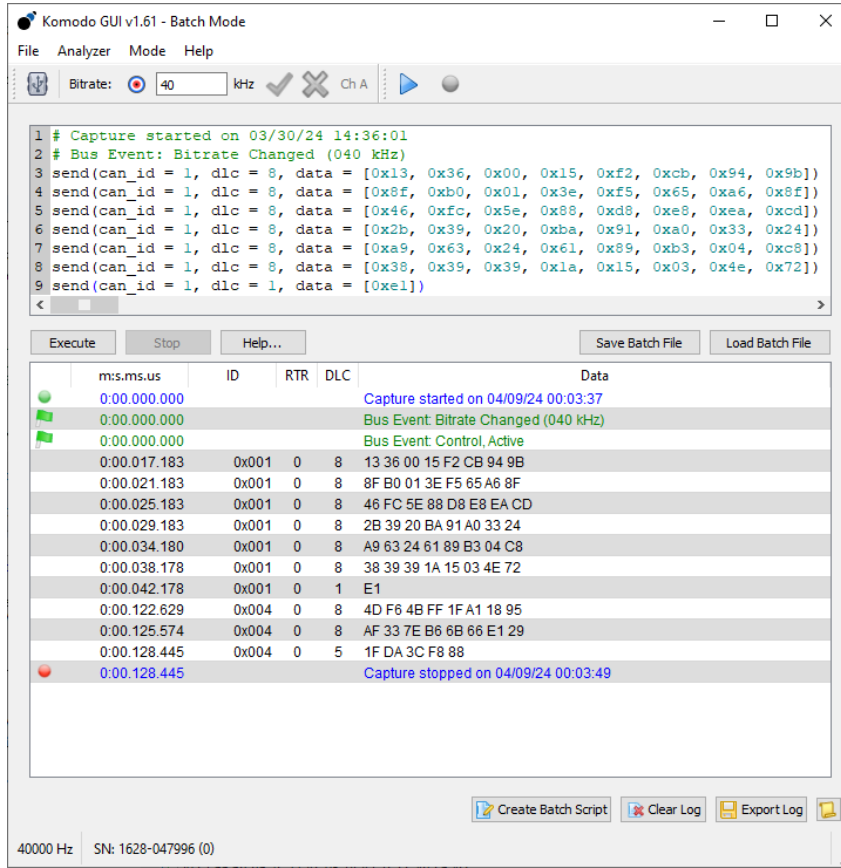 Komodo GUI v1.61 - Batch Mode
File Analyzer Mode Help
Bitrate: 40 kHz Ch A
1 # Capture started on 03/30/24 14:36:01
2 # Bus Event: Bitrate Changed (040 kHz)
3 send(can_id = 1, dlc = 8, data = [0x13, 0x36, 0x00, 0x15, 0xf2, 0xcb, 0x94, 0x9b])
4 send(can_id = 1, dlc = 8, data = [0x8f, 0xb0, 0x01, 0x3e, 0xf5, 0x65, 0xa6, 0x8f])
5 send(can_id = 1, dlc = 8, data = [0x46, 0xfc, 0x5e, 0x88, 0xd8, 0xe8, 0xea, 0xcd])
6 send(can_id = 1, dlc = 8, data = [0x2b, 0x39, 0x20, 0xba, 0x91, 0xa0, 0x33, 0x24])
7 send(can_id = 1, dlc = 8, data = [0xa9, 0x63, 0x24, 0x61, 0x89, 0xb3, 0x04, 0xc8])
8 send(can_id = 1, dlc = 8, data = [0x38, 0x39, 0x39, 0x1a, 0x15, 0x03, 0x4e, 0x72])
9 send(can_id = 1, dlc = 1, data = [0xe1])
Execute Stop Help... Save Batch File Load Batch File
m:s.ms.us ID RTR DLC Data
0:00.000.000 Capture started on 04/09/24 00:03:37
0:00.000.000 Bus Event: Bitrate Changed (040 kHz)
0:00.000.000 Bus Event: Control, Active
0:00.017.183 0x001 0 8 13 36 00 15 F2 CB 94 9B
0:00.021.183 0x001 0 8 8F B0 01 3E F5 65 A6 8F
0:00.025.183 0x001 0 8 46 FC 5E 88 D8 E8 EA CD
0:00.029.183 0x001 0 8 2B 39 20 BA 91 A0 33 24
0:00.034.180 0x001 0 8 A9 63 24 61 89 B3 04 C8
0:00.038.178 0x001 0 8 38 39 39 1A 15 03 4E 72
0:00.042.178 0x001 0 1 E1
0:00.122.629 0x004 0 8 4D F6 4B FF 1F A1 18 95
0:00.125.574 0x004 0 8 AF 33 7E B6 6B 66 E1 29
0:00.128.445 0x004 0 5 1F DA 3C F8 88
0:00.128.445 Capture stopped on 04/09/24 00:03:49
Create Batch Script Clear Log Export Log
40000 Hz SN: 1628-047996 (0)